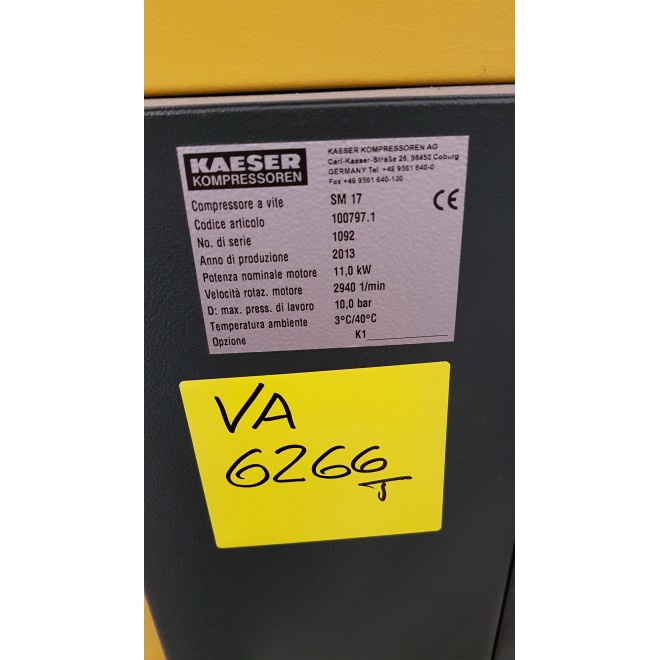 KAESER
KOMPRESSOREN
KAESER KOMPRESSOREN AG
Carl-Kaeser-Straße 26, 96450 Coburg
GERMANY Tel +49 9561 640-0
Fax +49 9561 640-130
CE
Compressore a vite SM 17
Codice articolo 100797.1
No. di serie 1092
Anno di produzione 2013
Potenza nominale motore 11,0 kW
Velocità rotaz. motore 2940 1/min
D: max. press. di lavoro 10,0 bar
Temperatura ambiente 3°C/40°C
Opzione K1
VA
6266